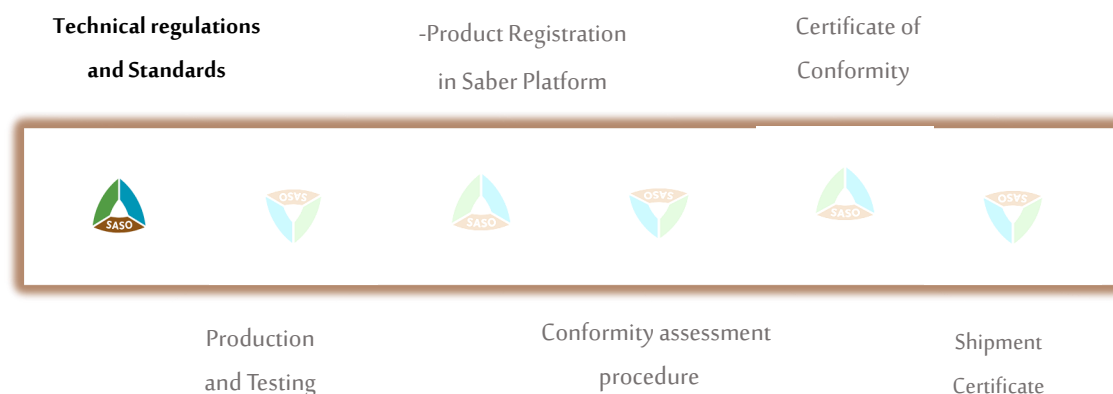 Technical regulations
and Standards
-Product Registration
in Saber Platform
Certificate of
Conformity
SASO
SASO
SASO
SASO
SASO
SASO
Production
and Testing
Conformity assessment
procedure
Shipment
Certificate